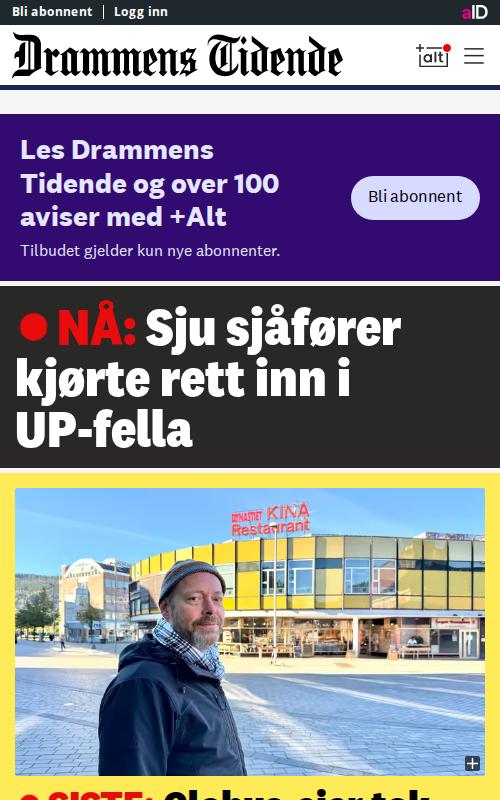 Bli abonnent
Logg inn
aID
Drammens Tidende
+alt
Les Drammens
Tidende og over 100
aviser med +Alt
Tilbudet gjelder kun nye abonnenter.
Bli abonnent
NÅ: Sju sjåfører
kjørte rett inn i
UP-fella
DYNASTIET KINA
Restaurant